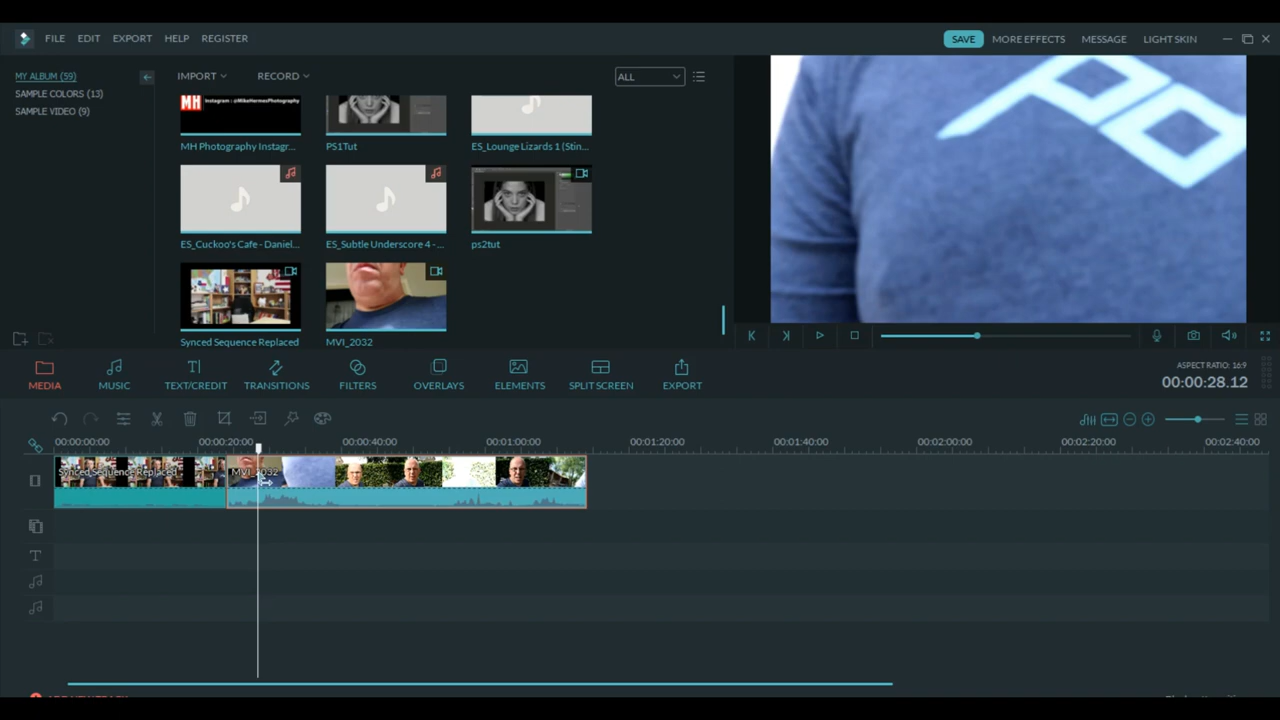 FILE EDIT EXPORT HELP REGISTER SAVE MORE EFFECTS MESSAGE LIGHT SKIN
MY ALBUM (59) IMPORT RECORD ALL
SAMPLE COLORS (13)
SAMPLE VIDEO (9)
MH Instagram : @MikeHermesPhotography
MH Photography Instagr... PS1Tut ES_Lounge Lizards 1 (Stin...
ES_Cuckoo's Cafe - Daniel... ES_Subtle Underscore 4 -... ps2tut
Synced Sequence Replaced MVI_2032
MEDIA MUSIC TEXT/CREDIT TRANSITIONS FILTERS OVERLAYS ELEMENTS SPLIT SCREEN EXPORT
ASPECT RATIO: 16:9
00:00:28.12
00:00:00:00 00:00:20:00 00:00:40:00 00:01:00:00 00:01:20:00 00:01:40:00 00:02:00:00 00:02:20:00 00:02:40:00
Synced Sequence Replaced MVI_2032